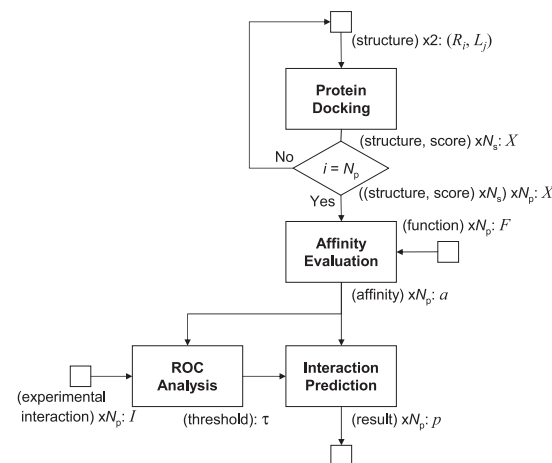 (structure) x2: (Rᵢ, Lⱼ)
Protein
Docking
(structure, score) xNₛ: X
No
i = Nₚ
((structure, score) xNₛ) xNₚ: X
Yes
(function) xNₚ: F
Affinity
Evaluation
(affinity) xNₚ: a
ROC
Analysis
Interaction
Prediction
(experimental
interaction) xNₚ: I
(threshold): τ
(result) xNₚ: p